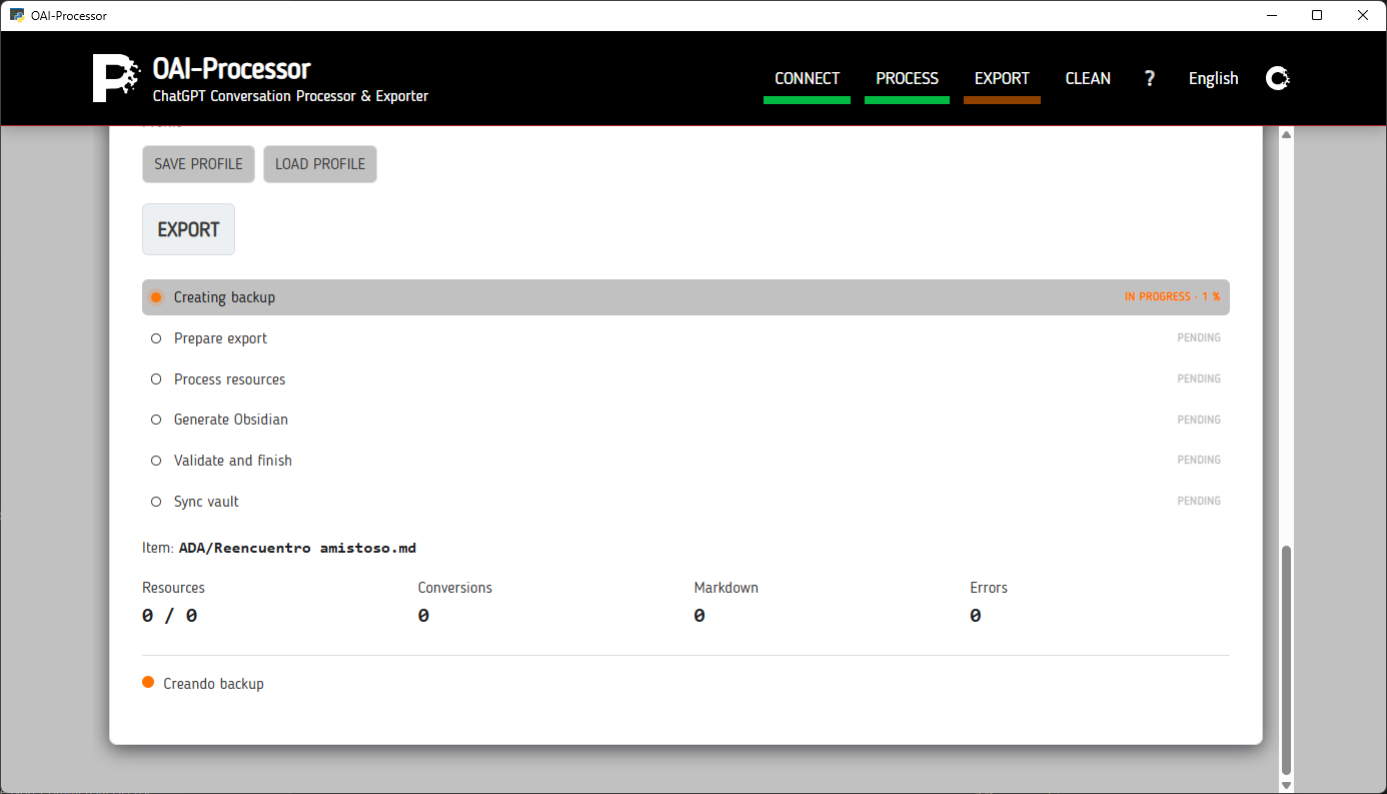 OAI-Processor
OAI-Processor
ChatGPT Conversation Processor & Exporter
CONNECT PROCESS EXPORT CLEAN ? English
SAVE PROFILE LOAD PROFILE
EXPORT
Creating backup IN PROGRESS · 1 %
Prepare export PENDING
Process resources PENDING
Generate Obsidian PENDING
Validate and finish PENDING
Sync vault PENDING
Item: ADA/Reencuentro amistoso.md
Resources Conversions Markdown Errors
0 / 0 0 0 0
Creando backup